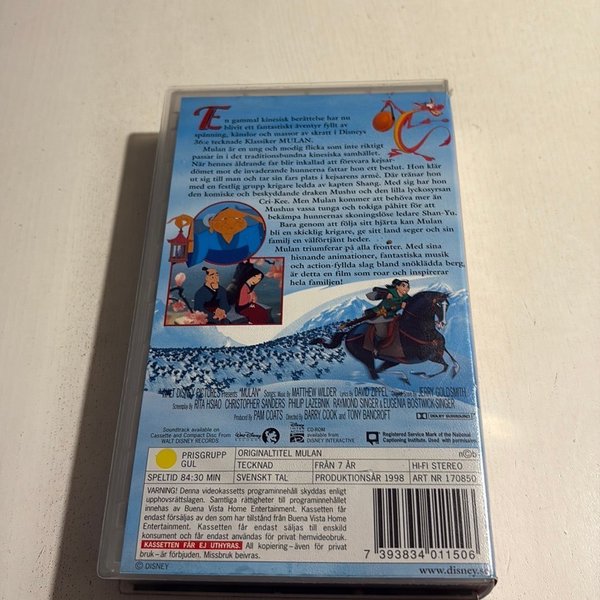 En gammal kinesisk berättelse har nu
blivit ett fantastiskt äventyr fyllt av
spänning, känslor och massor av skratt i Disneys
36:e tecknade Klassiker MULAN.
Mulan är en ung och modig flicka som inte riktigt
passar in i det traditionsbundna kinesiska samhället.
När hennes åldrande far blir inkallad att försvara kejsar-
dömet mot de invaderande hunnerna fattar hon ett beslut. Hon klär
ut sig till man och tar sin fars plats i kejsarens armé. Där tränar hon
med en festlig grupp krigare ledda av kapten Shang. Med sig har hon
den komiske och beskyddande draken Mushu och den lilla lyckosyrsan
Cri-Kee. Men Mulan kommer att behöva mer än
Mushus vassa tunga och tokiga påhitt för att
bekämpa hunnernas skoningslöse ledare Shan-Yu.
Bara genom att följa sitt hjärta kan Mulan
bli en skicklig krigare, ge sitt land seger och sin
familj en välförtjänt heder.
Mulan triumferar på alla fronter. Med sina
hisnande animationer, fantastiska musik
och action-fyllda slag bland snöklädda berg,
är detta en film som roar och inspirerar
hela familjen!
WALT DISNEY PICTURES Presents "MULAN" Songs: Music By MATTHEW WILDER Lyrics By DAVID ZIPPEL Original Score By JERRY GOLDSMITH
Screenplay By RITA HSIAO CHRISTOPHER SANDERS PHILIP LAZEBNIK RAYMOND SINGER & EUGENIA BOSTWICK-SINGER
Produced By PAM COATS Directed By BARRY COOK and TONY BANCROFT
Soundtrack available on
Cassette and Compact Disc From
WALT DISNEY RECORDS
CD-ROM
available from
DISNEY INTERACTIVE
Registered Service Mark of the National
Captioning Institute. Used with permission.
PRISGRUPP
GUL
ORIGINALTITEL MULAN
n©b
TECKNAD FRÅN 7 ÅR HI-FI STEREO
SPELTID 84:30 MIN SVENSKT TAL PRODUKTIONSÅR 1998 ART NR 170850
VARNING! Denna videokassetts programinnehåll skyddas enligt
upphovsrättslagen. Samtliga rättigheter till programinnehållet
innehas av Buena Vista Home Entertainment. Kassetten får
endast försäljas av den som har tillstånd från Buena Vista Home
Entertainment. Kassetten får endast säljas till enskild
konsument och får endast användas för privat hemvideobruk.
KASSETTEN FÅR EJ UTHYRAS. All kopiering – även för privat
bruk – är förbjuden. Missbruk beivras.
7 393834 011506
© DISNEY
www.disney.se